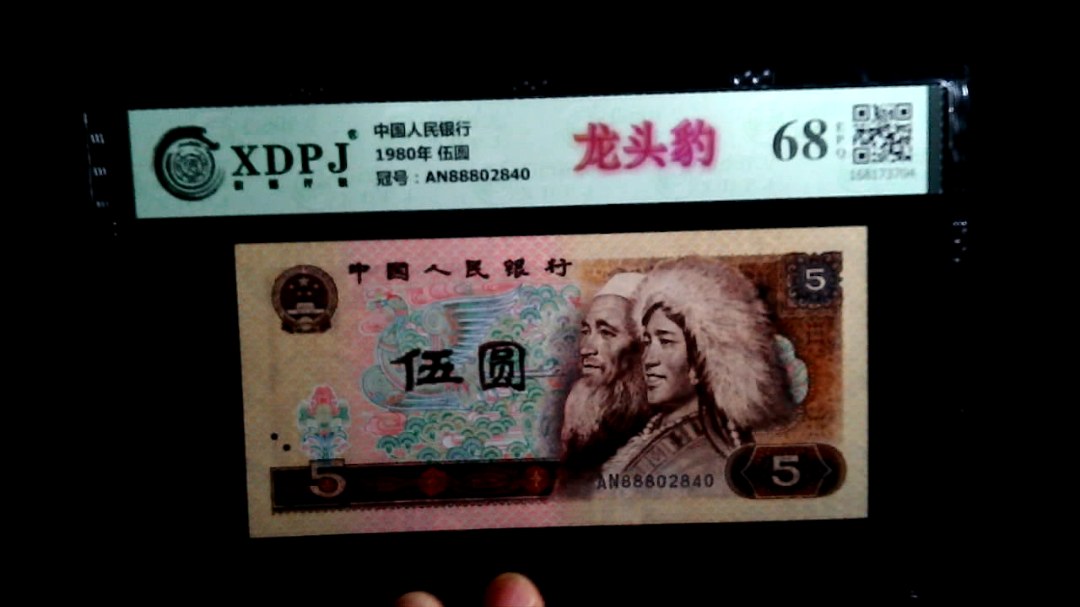 XDPJ
中国人民银行
1980年 伍圆
冠号：AN88802840
龙头豹
68
EPQ
168173704
中国人民银行
5
伍圆
5
AN88802840
5